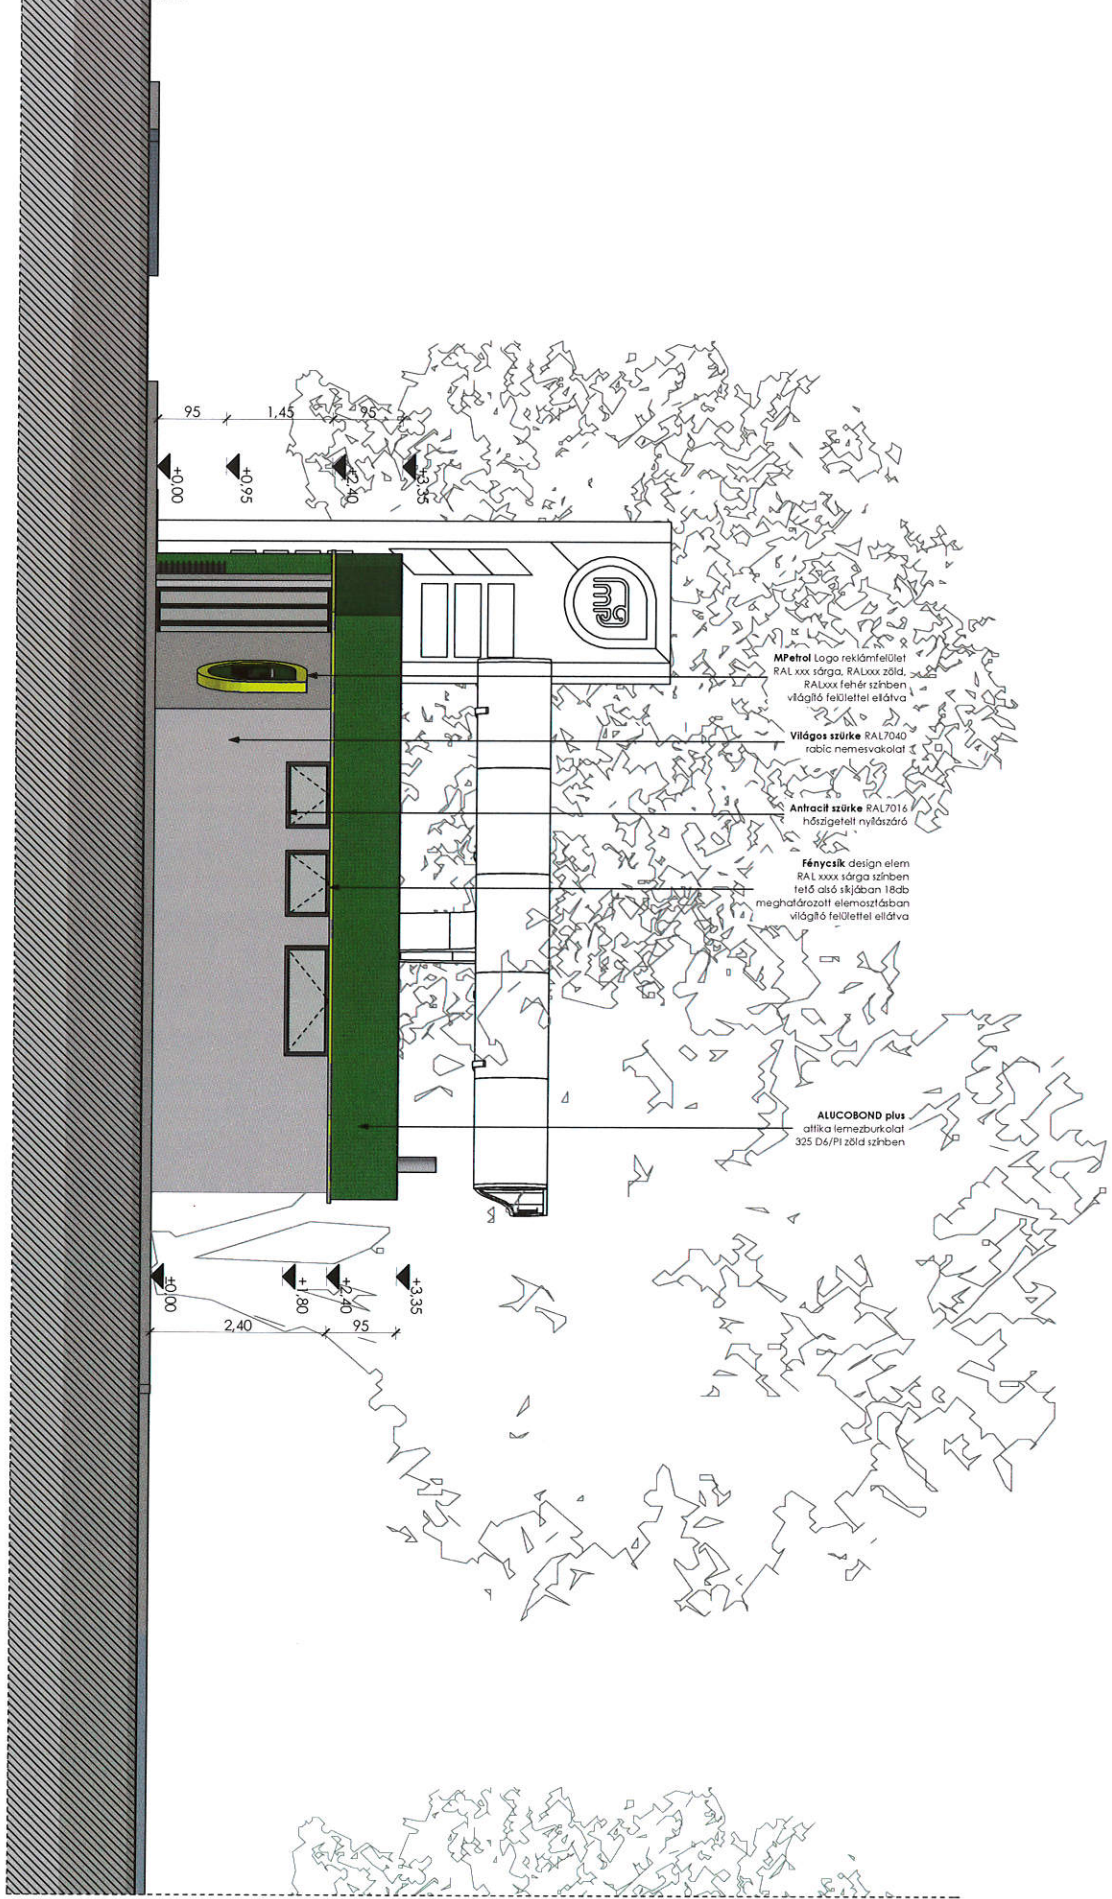 95
1,45
95
±0,00
+0,95
+2,40
+3,35
mp
MPetrol Logo reklámfelület
RAL xxx sárga, RALxxx zöld,
RALxxx fehér színben
világító felülettel ellátva
Világos szürke RAL7040
rabic nemesvakolat
Antracit szürke RAL7016
hőszigetelt nyílászáró
Fénycsík design elem
RAL xxxx sárga színben
tető alsó síkjában 18db
meghatározott elemosztásban
világító felülettel ellátva
ALUCOBOND plus
attika lemezburkolat
325 D6/PI zöld színben
±0,00
+1,80
+2,40
+3,35
2,40
95